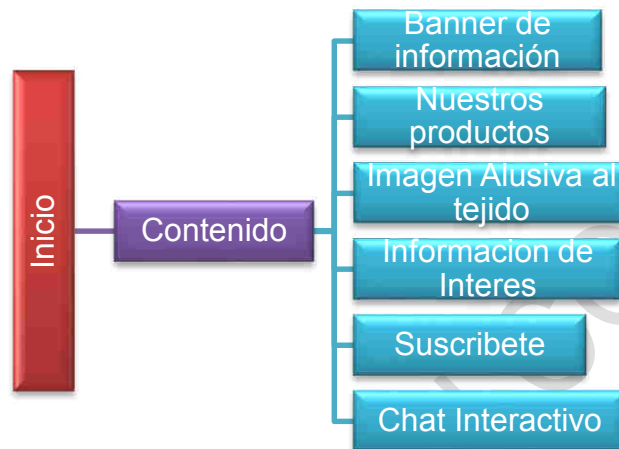 Inicio
Contenido
Banner de
información
Nuestros
productos
Imagen Alusiva al
tejido
Informacion de
Interes
Suscribete
Chat Interactivo